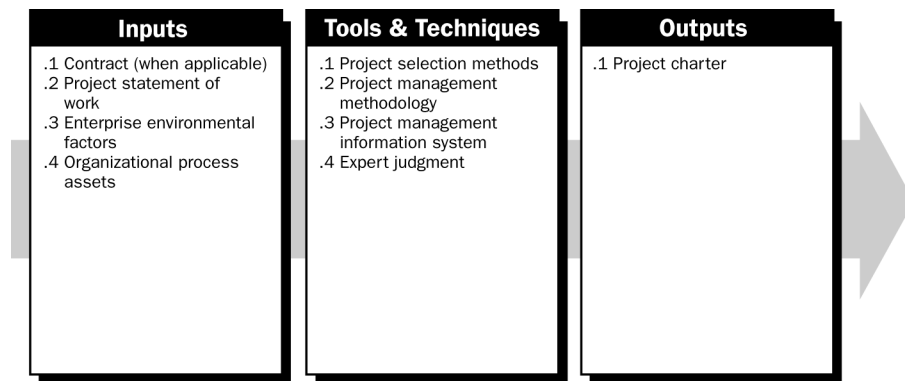 Inputs
.1 Contract (when applicable)
.2 Project statement of
work
.3 Enterprise environmental
factors
.4 Organizational process
assets
Tools & Techniques
.1 Project selection methods
.2 Project management
methodology
.3 Project management
information system
.4 Expert judgment
Outputs
.1 Project charter